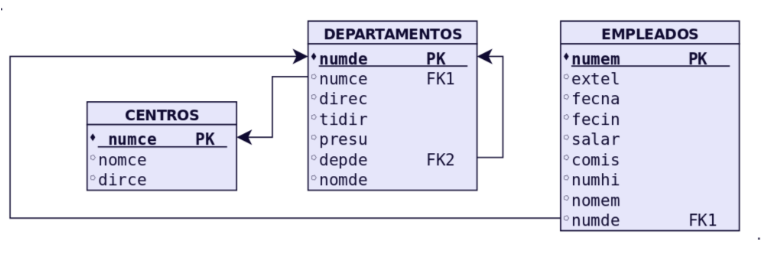 DEPARTAMENTOS
numde PK
numce FK1
direc
tidir
presu
depde FK2
nomde
CENTROS
numce PK
nomce
dirce
EMPLEADOS
numem PK
extel
fecna
fecin
salar
comis
numhi
nomem
numde FK1